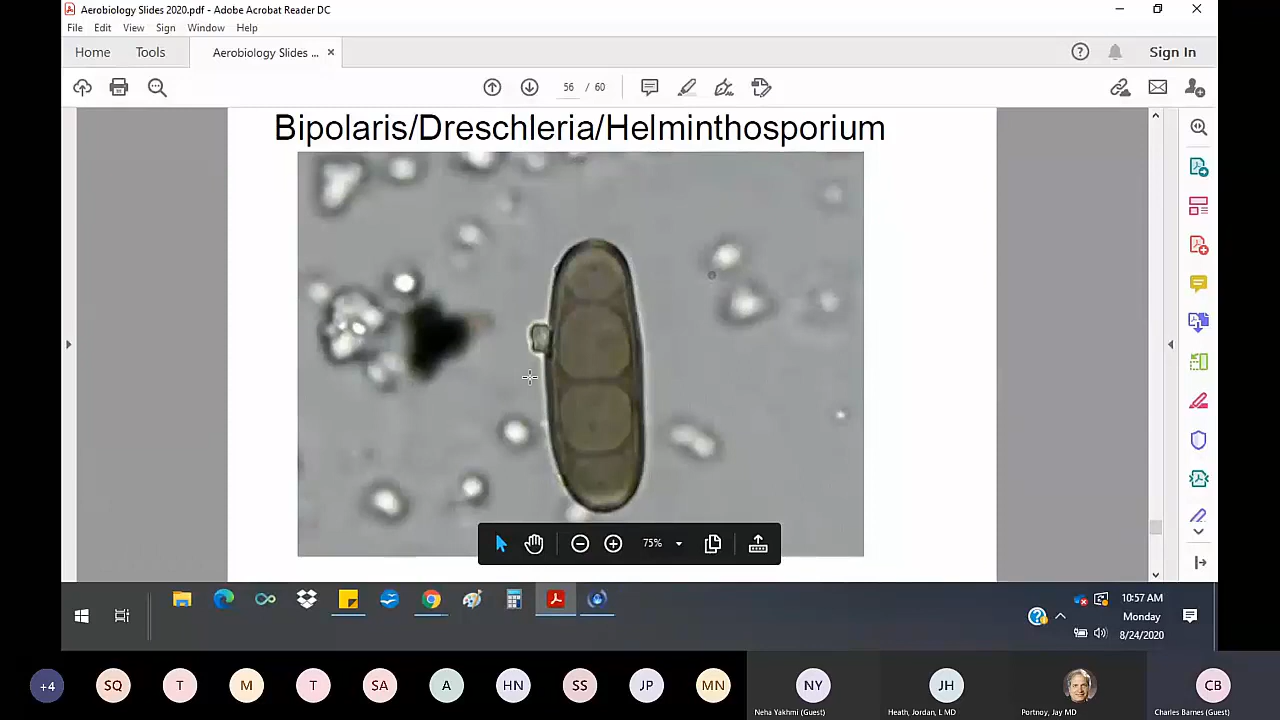 Aerobiology Slides 2020.pdf - Adobe Acrobat Reader DC
File Edit View Sign Window Help
Home Tools Aerobiology Slides ... × Sign In
56 / 60
Bipolaris/Dreschleria/Helminthosporium
75%
10:57 AM
Monday
8/24/2020
+4 SQ T M T SA A HN SS JP MN NY JH CB
Neha Yakhmi (Guest) Heath, Jordan, L MD Portnoy, Jay MD Charles Barnes (Guest)